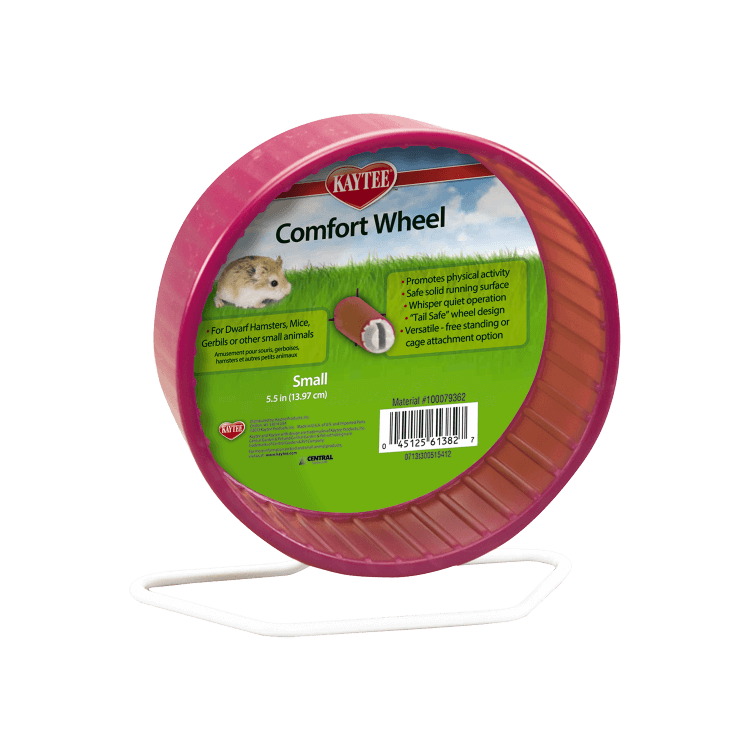 KAYTEE
Comfort Wheel
• Promotes physical activity
• Safe solid running surface
• Whisper quiet operation
• "Tail Safe" wheel design
• Versatile - free standing or
cage attachment option
• For Dwarf Hamsters, Mice,
Gerbils or other small animals
Amusement pour souris, gerboises,
hamsters et autres petits animaux
Small
5.5 in (13.97 cm)
Material #100079362
0 45125 61382 7
0713t300515412
KAYTEE
www.kaytee.com
CENTRAL